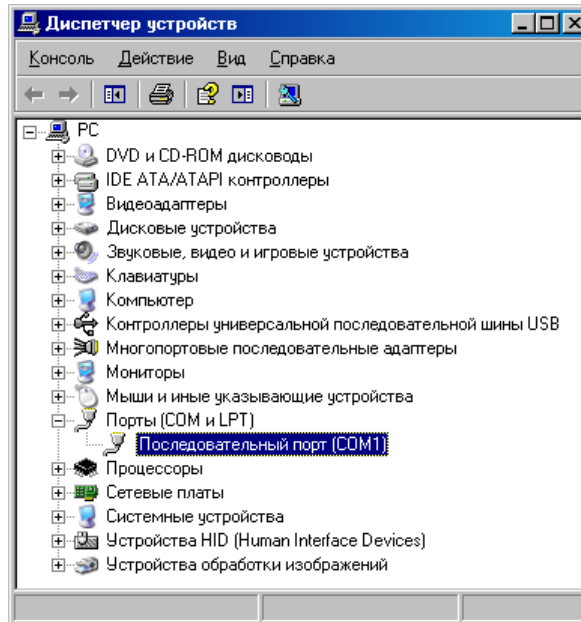 Диспетчер устройств
Консоль Действие Вид Справка
PC
DVD и CD-ROM дисководы
IDE ATA/ATAPI контроллеры
Видеоадаптеры
Дисковые устройства
Звуковые, видео и игровые устройства
Клавиатуры
Компьютер
Контроллеры универсальной последовательной шины USB
Многопортовые последовательные адаптеры
Мониторы
Мыши и иные указывающие устройства
Порты (COM и LPT)
Последовательный порт (COM1)
Процессоры
Сетевые платы
Системные устройства
Устройства HID (Human Interface Devices)
Устройства обработки изображений